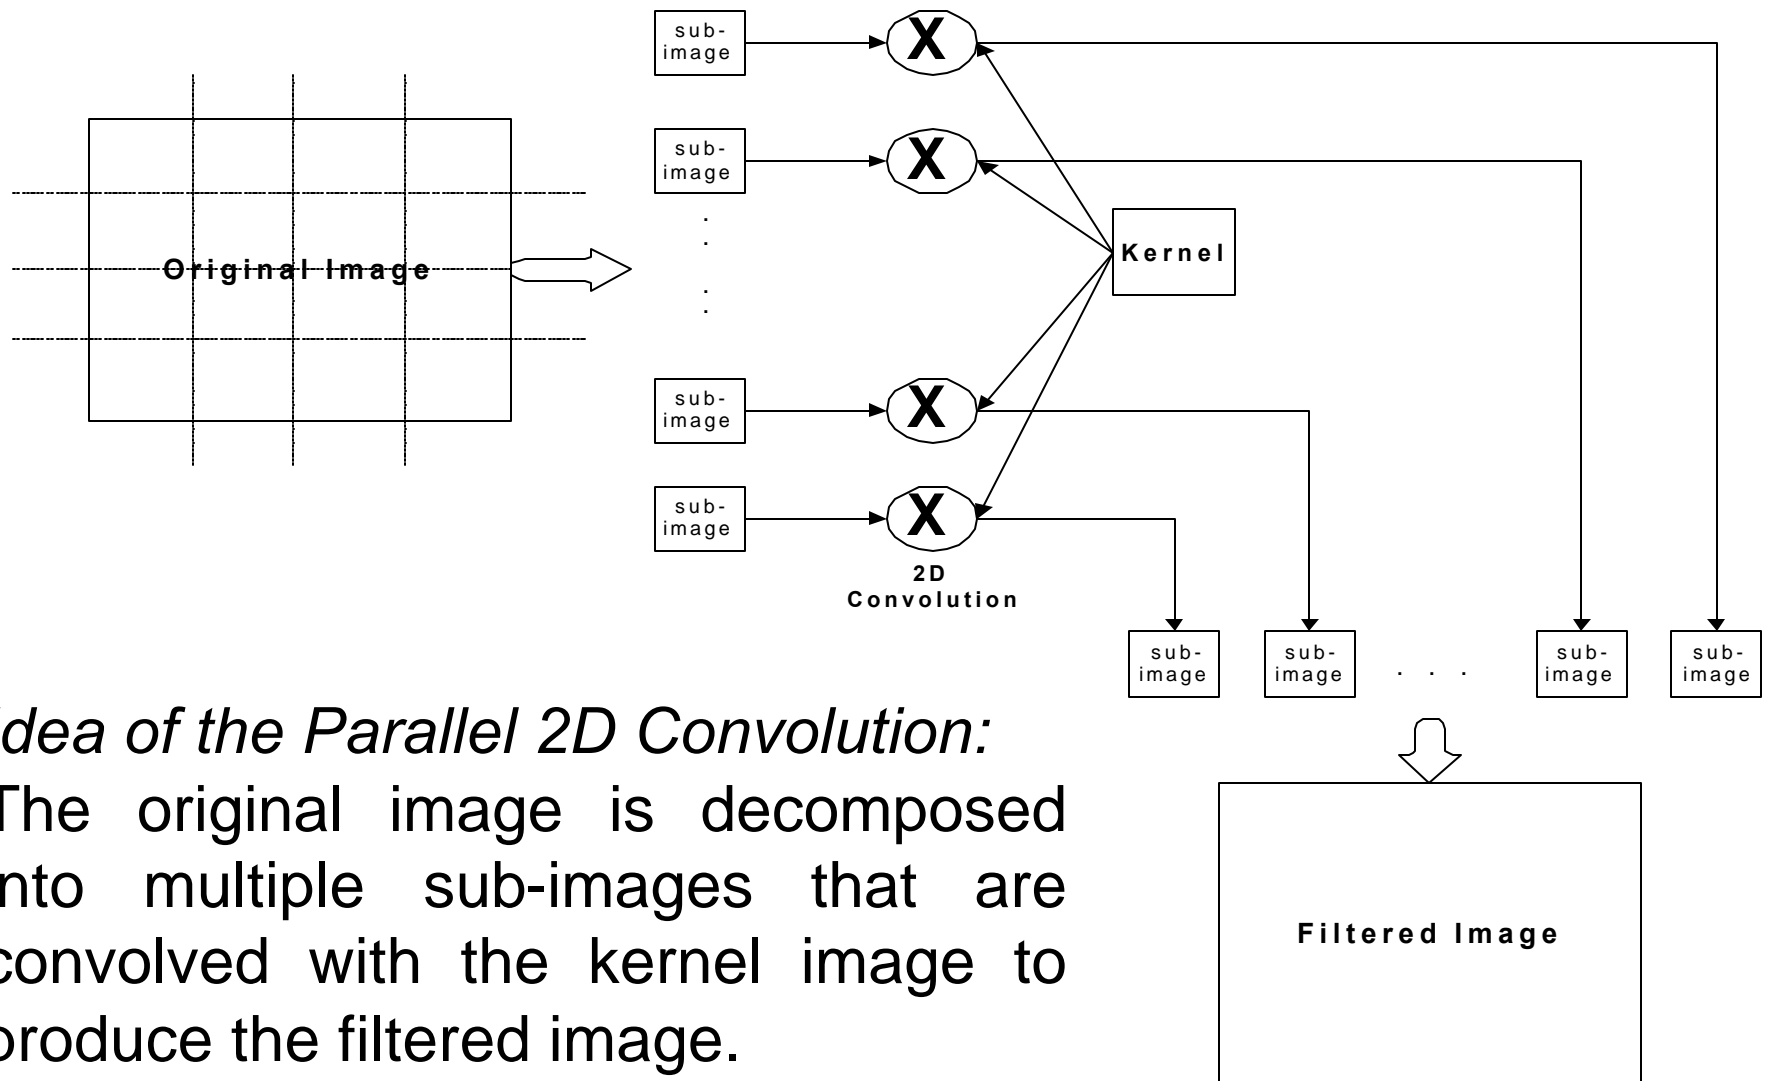 sub-
image
X
sub-
image
X
.
.
.
.
Original Image
Kernel
sub-
image
X
sub-
image
X
2D
Convolution
sub-
image
sub-
image
. . .
sub-
image
sub-
image
dea of the Parallel 2D Convolution:
The original image is decomposed
nto multiple sub-images that are
convolved with the kernel image to
produce the filtered image.
Filtered Image